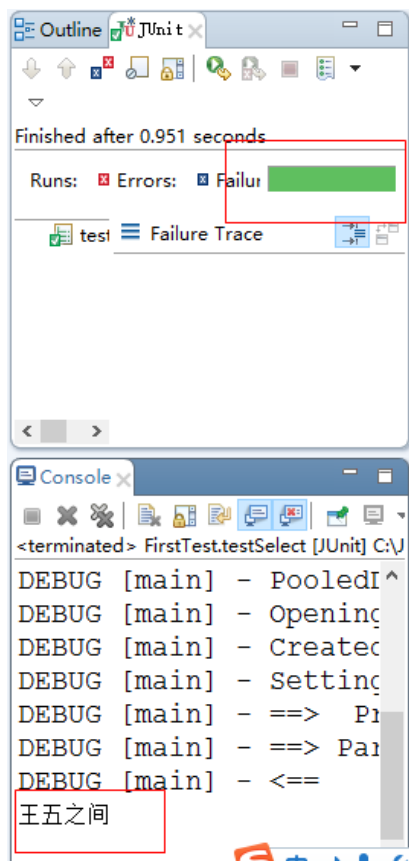 Outline JUnit
Finished after 0.951 seconds
Runs: Errors: Failur
test Failure Trace
Console
<terminated> FirstTest.testSelect [JUnit] C:\J
DEBUG [main] - PooledD
DEBUG [main] - Opening
DEBUG [main] - Created
DEBUG [main] - Setting
DEBUG [main] - ==> Pr
DEBUG [main] - ==> Par
DEBUG [main] - <==
王五之间